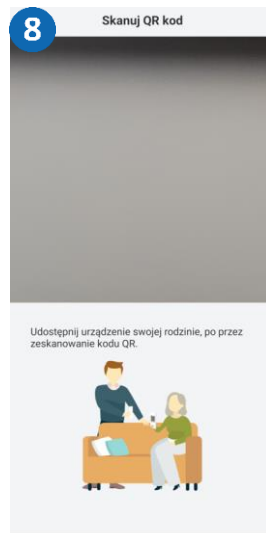 8
Skanuj QR kod
Udostępnij urządzenie swojej rodzinie, po przez
zeskanowanie kodu QR.